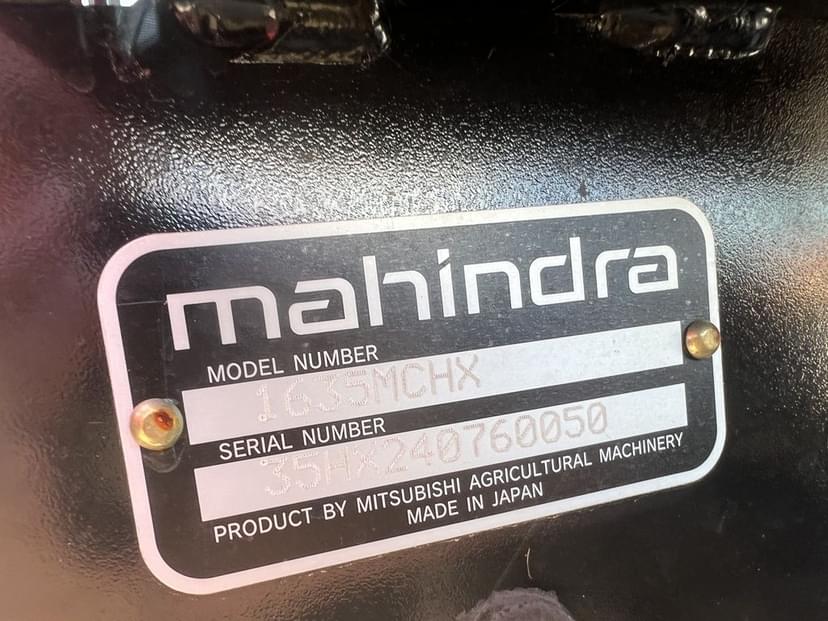 mahindra
MODEL NUMBER
1635MCHX
SERIAL NUMBER
35HX240760050
PRODUCT BY MITSUBISHI AGRICULTURAL MACHINERY
MADE IN JAPAN